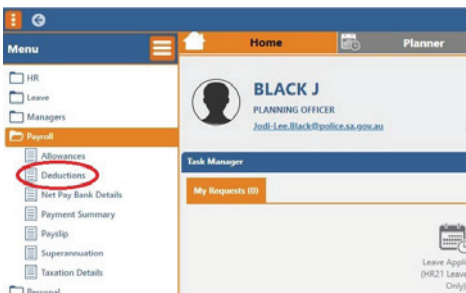 Menu
Home
Planner
HR
Leave
Managers
Payroll
Allowances
Deductions
Net Pay Bank Details
Payment Summary
Payslip
Superannuation
Taxation Details
Personal
BLACK J
PLANNING OFFICER
Jodi-Lee.Black@police.sa.gov.au
Task Manager
My Requests (0)
Leave Appli
(HR21 Leave
Only)